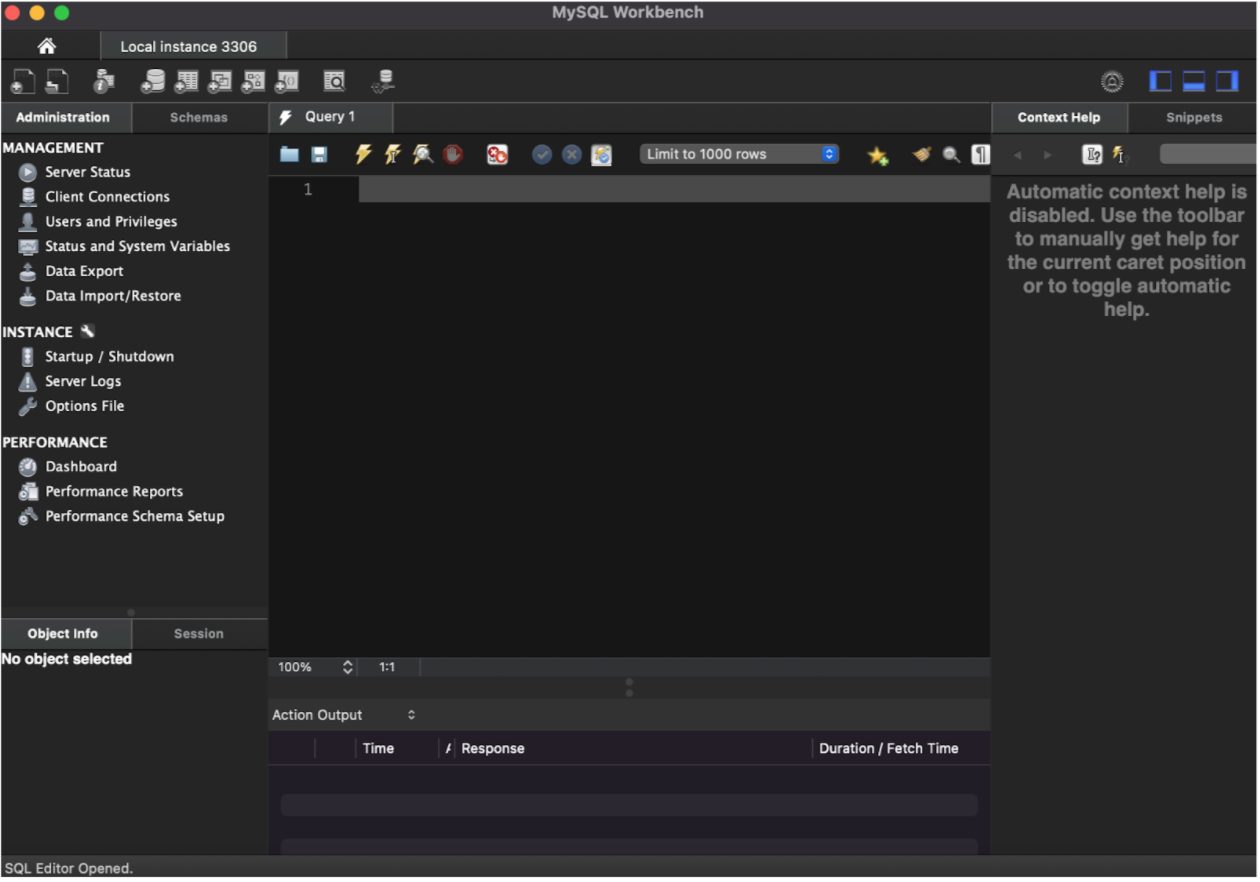 MySQL Workbench
Local instance 3306
Administration
Schemas
MANAGEMENT
Server Status
Client Connections
Users and Privileges
Status and System Variables
Data Export
Data Import/Restore
INSTANCE
Startup / Shutdown
Server Logs
Options File
PERFORMANCE
Dashboard
Performance Reports
Performance Schema Setup
Object Info
Session
No object selected
Query 1
Limit to 1000 rows
1
100%
1:1
Action Output
Time
Response
Duration / Fetch Time
Context Help
Snippets
Automatic context help is
disabled. Use the toolbar
to manually get help for
the current caret position
or to toggle automatic
help.
SQL Editor Opened.